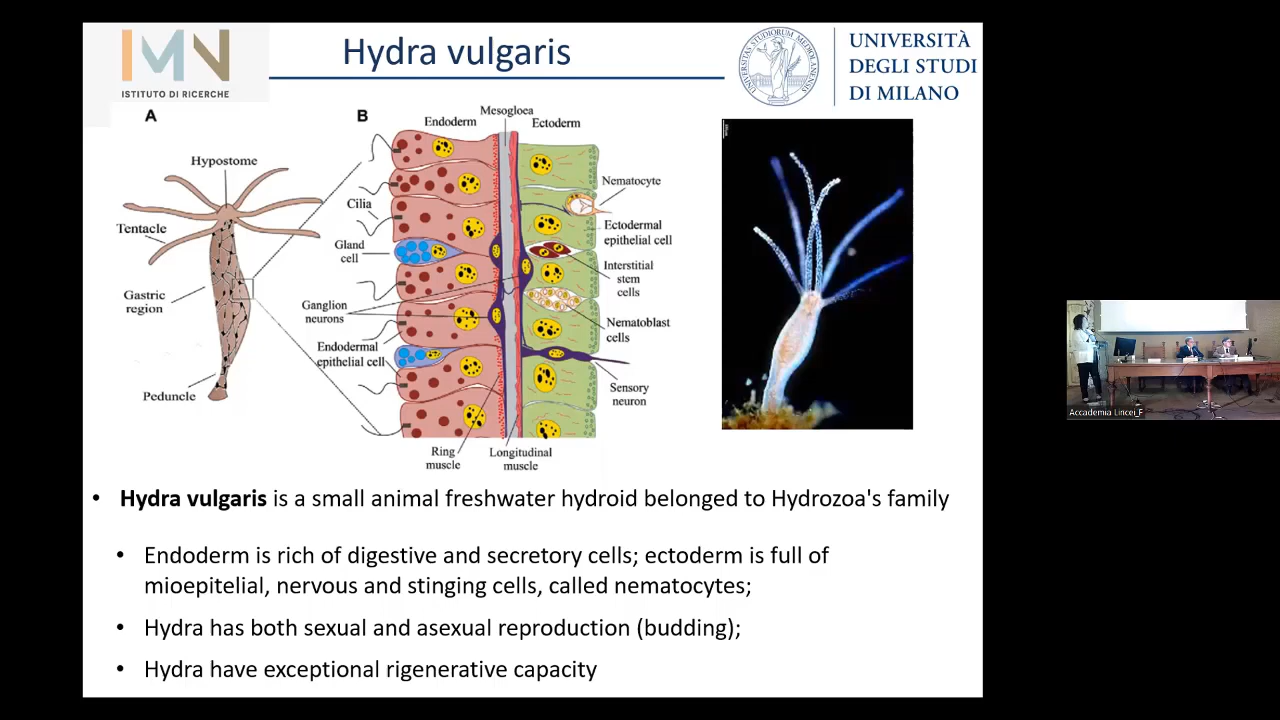 IMN
ISTITUTO DI RICERCHE
Hydra vulgaris
UNIVERSITÀ
DEGLI STUDI
DI MILANO
A
Hypostome
Tentacle
Gastric
region
Peduncle
B
Endoderm
Mesogloea
Ectoderm
Cilia
Gland
cell
Ganglion
neurons
Endodermal
epithelial cell
Ring
muscle
Longitudinal
muscle
Nematocyte
Ectodermal
epithelial cell
Interstitial
stem
cells
Nematoblast
cells
Sensory
neuron
• Hydra vulgaris is a small animal freshwater hydroid belonged to Hydrozoa's family
• Endoderm is rich of digestive and secretory cells; ectoderm is full of
mioepitelial, nervous and stinging cells, called nematocytes;
• Hydra has both sexual and asexual reproduction (budding);
• Hydra have exceptional rigenerative capacity
Accademia Lincei_F